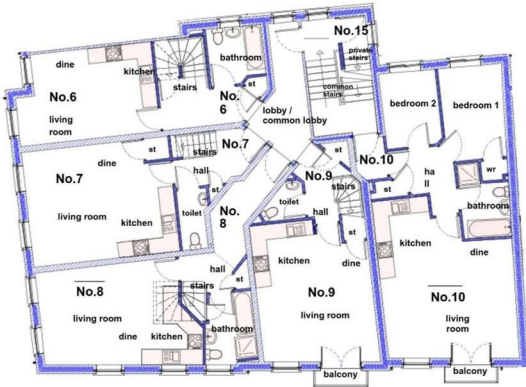 No.15
private
stairs
dine
kitchen
stairs
bathroom
No.6
living
room
No.
6
st
lobby /
common lobby
common
stairs
bedroom 2
bedroom 1
dine
st
stairs
No.7
hall
No.7
living room
kitchen
toilet
No.
8
st
No.9
stairs
toilet
hall
st
dine
No.10
st
ha
ll
wr
bathroom
kitchen
dine
No.8
living room
dine
kitchen
hall
stairs
st
bathroom
kitchen
No.9
living room
balcony
No.10
living
room
balcony